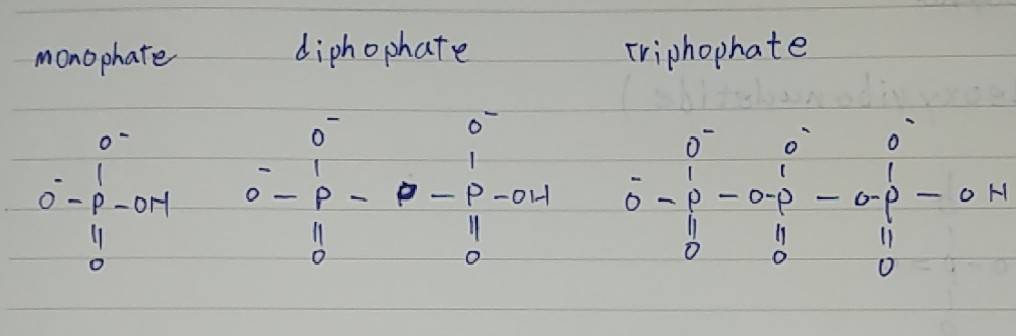 monophate diphophate triphophate
O⁻ O⁻ O⁻ O⁻ O⁻ O⁻
| | | | | |
O⁻-P-OH O⁻-P-P-P-OH O⁻-P-O-P-O-P-OH
|| || || || || ||
O O O O O O